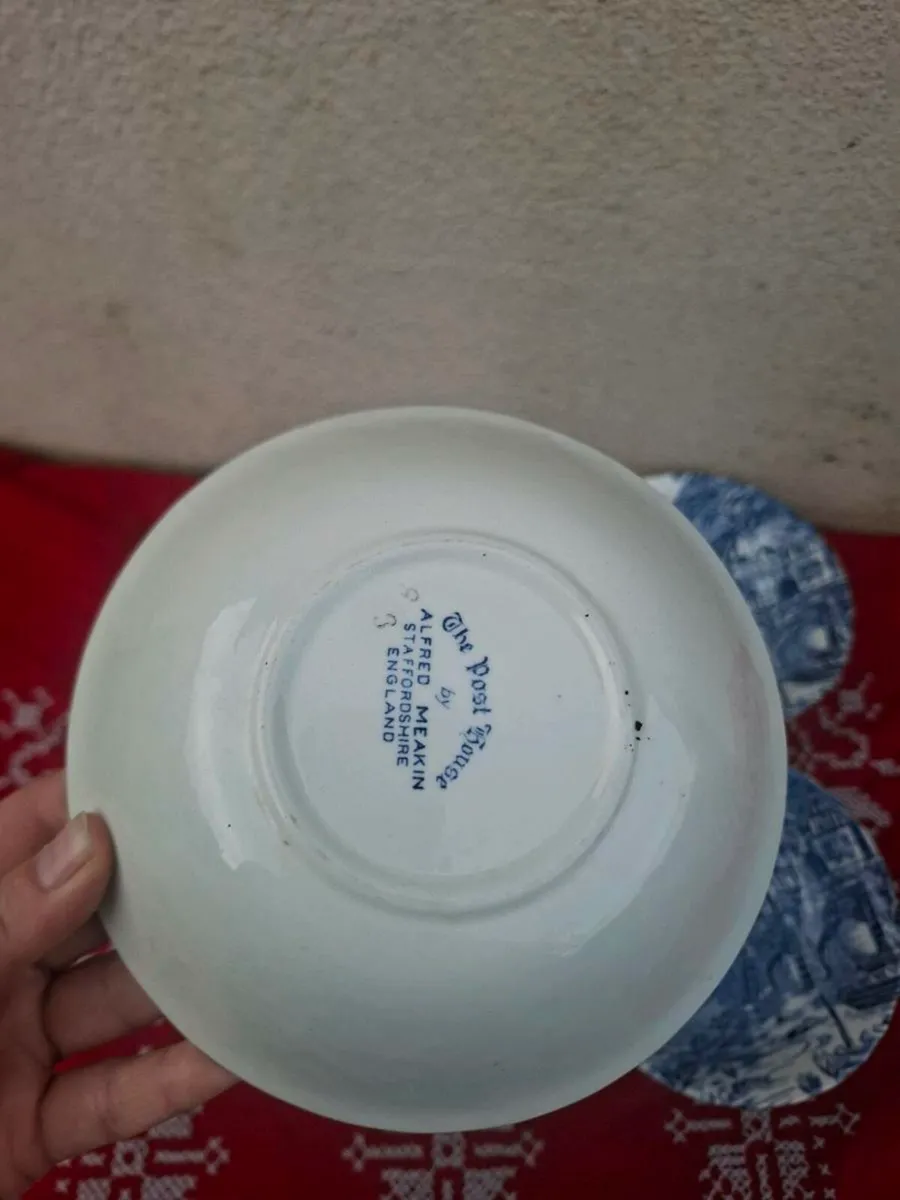 The Post House
by
ALFRED MEAKIN
STAFFORDSHIRE
ENGLAND